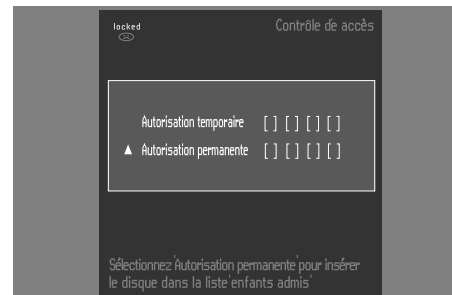 locked
Contrôle de accès
Autorisation temporaire [ ] [ ] [ ] [ ]
▲ Autorisation permanente [ ] [ ] [ ] [ ]
Sélectionnez 'Autorisation permanente' pour insérer
le disque dans la liste 'enfants admis'